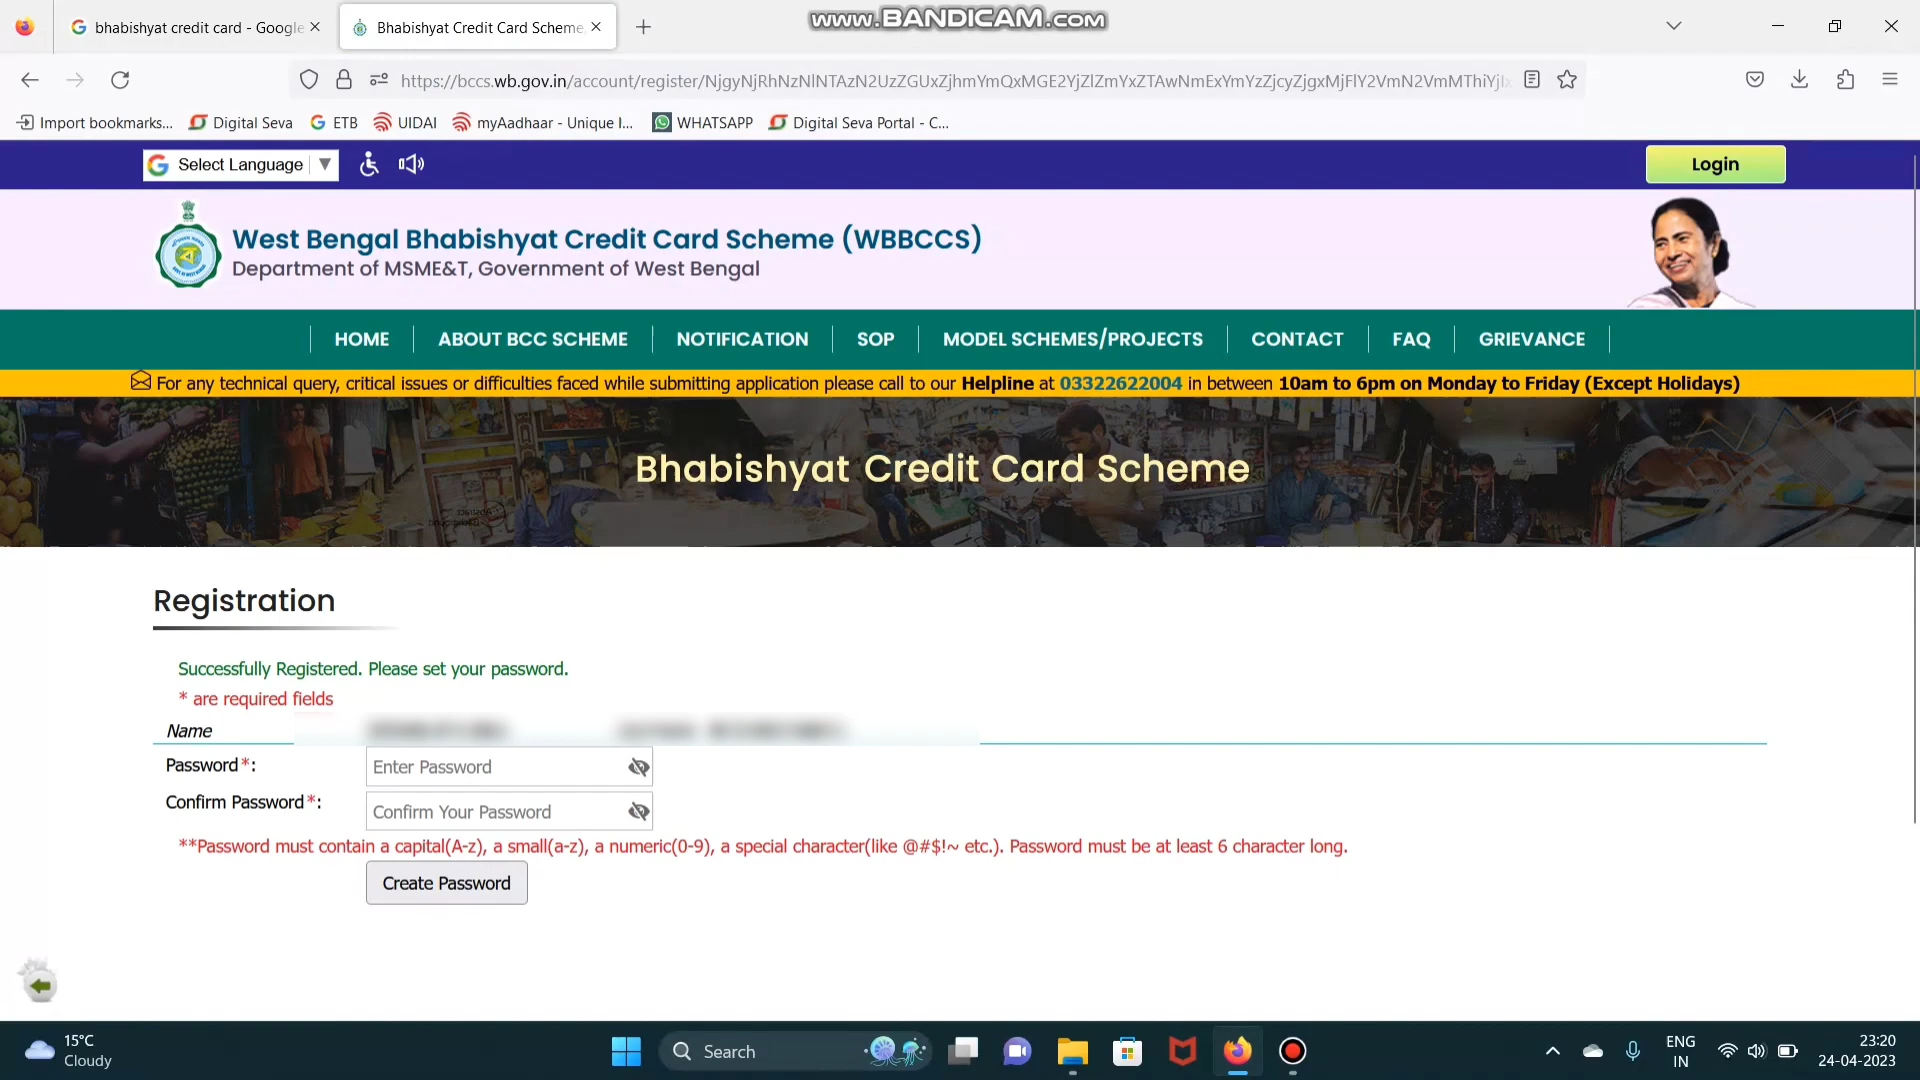 bhabishyat credit card - Google
Bhabishyat Credit Card Scheme,
www.BANDICAM.com
https://bccs.wb.gov.in/account/register/NjgyNjRhNzNlNTAzN2UzZGUxZjhmYmQxMGE2YjZlZmYxZTAwNmExYmYzZjcyZjgxMjFlY2VmN2VmMThiYjIx
Import bookmarks...
Digital Seva
ETB
UIDAI
myAadhaar - Unique I...
WHATSAPP
Digital Seva Portal - C...
Select Language
Login
West Bengal Bhabishyat Credit Card Scheme (WBBCCS)
Department of MSME&T, Government of West Bengal
HOME
ABOUT BCC SCHEME
NOTIFICATION
SOP
MODEL SCHEMES/PROJECTS
CONTACT
FAQ
GRIEVANCE
For any technical query, critical issues or difficulties faced while submitting application please call to our Helpline at 03322622004 in between 10am to 6pm on Monday to Friday (Except Holidays)
Bhabishyat Credit Card Scheme
Registration
Successfully Registered. Please set your password.
* are required fields
Name
Password*:
Enter Password
Confirm Password*:
Confirm Your Password
**Password must contain a capital(A-z), a small(a-z), a numeric(0-9), a special character(like @#$!~ etc.). Password must be at least 6 character long.
Create Password
15°C
Cloudy
Search
ENG
IN
23:20
24-04-2023